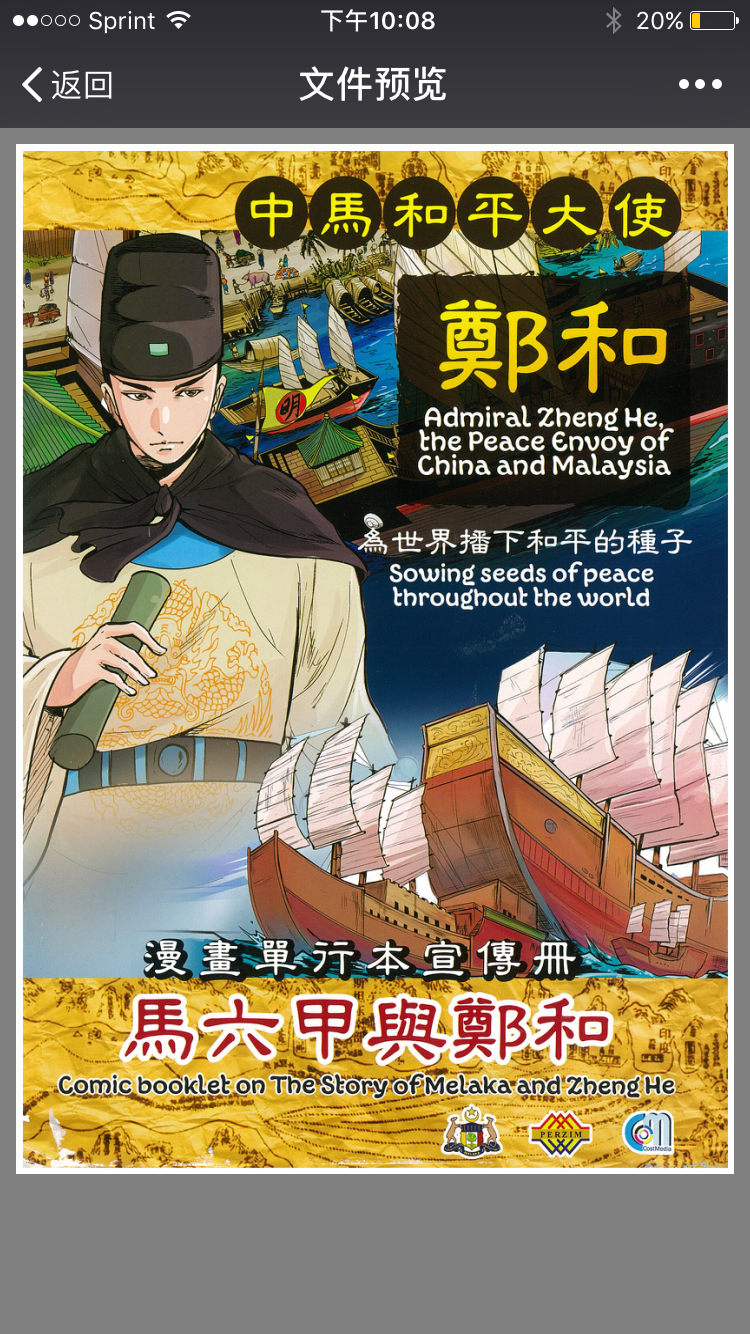 Sprint 下午10:08 20%
返回 文件预览
中馬和平大使
鄭和
Admiral Zheng He,
the Peace Envoy of
China and Malaysia
明
為世界播下和平的種子
Sowing seeds of peace
throughout the world
漫畫單行本宣傳冊
馬六甲與鄭和
Comic booklet on The Story of Melaka and Zheng He
PERZIM
CostMedia